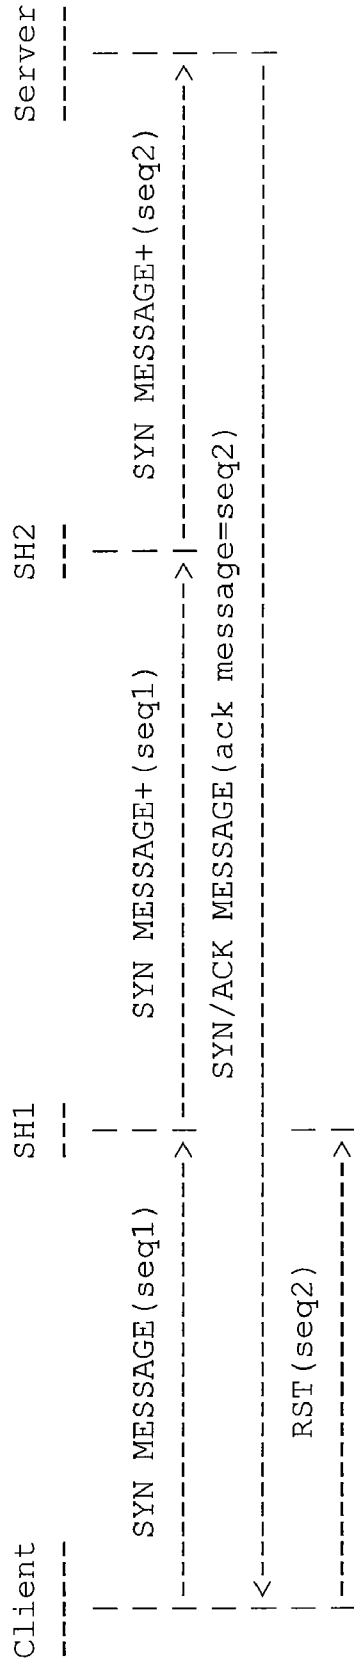 Client SH1 SH2 Server
SYN MESSAGE(seq1) SYN MESSAGE+(seq1) SYN MESSAGE+(seq2)
SYN/ACK MESSAGE(ack message=seq2)
RST(seq2)